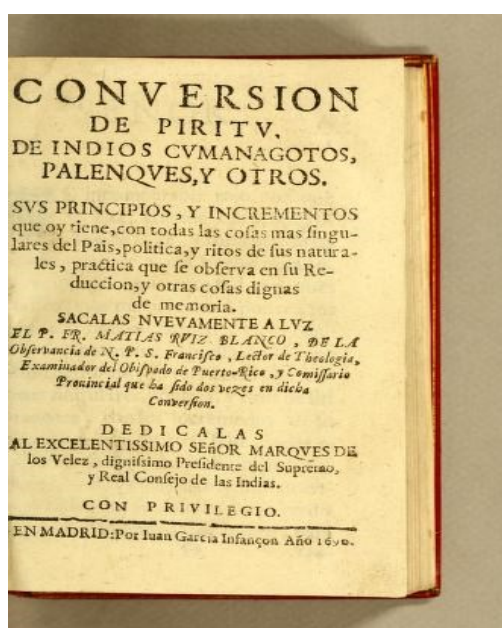 CONVERSION
DE PIRITV,
DE INDIOS CVMANAGOTOS,
PALENQVES, Y OTROS.
SVS PRINCIPIOS, Y INCREMENTOS
que oy tiene, con todas las cosas mas singu-
lares del Pais, politica, y ritos de sus natura-
les, practica que se observa en su Re-
duccion, y otras cosas dignas
de memoria.
SACALAS NVEVAMENTE A LVZ
EL P. FR. MATIAS RVIZ BLANCO, DE LA
Observancia de N. P. S. Francisco, Lector de Theologia,
Examinador del Obispado de Puerto-Rico, y Comissario
Provincial que ha sido dos vezes en dicha
Conversion.
DEDICALAS
AL EXCELENTISSIMO SEñOR MARQVES DE
los Velez, dignissimo Presidente del Supremo,
y Real Consejo de las Indias.
CON PRIVILEGIO.
EN MADRID: Por Iuan Garcia Infançon Año 1690.